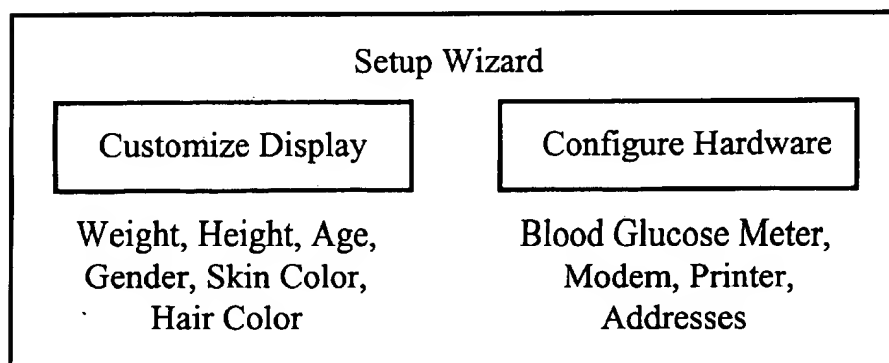 Setup Wizard
Customize Display
Configure Hardware
Weight, Height, Age,
Gender, Skin Color,
Hair Color
Blood Glucose Meter,
Modem, Printer,
Addresses